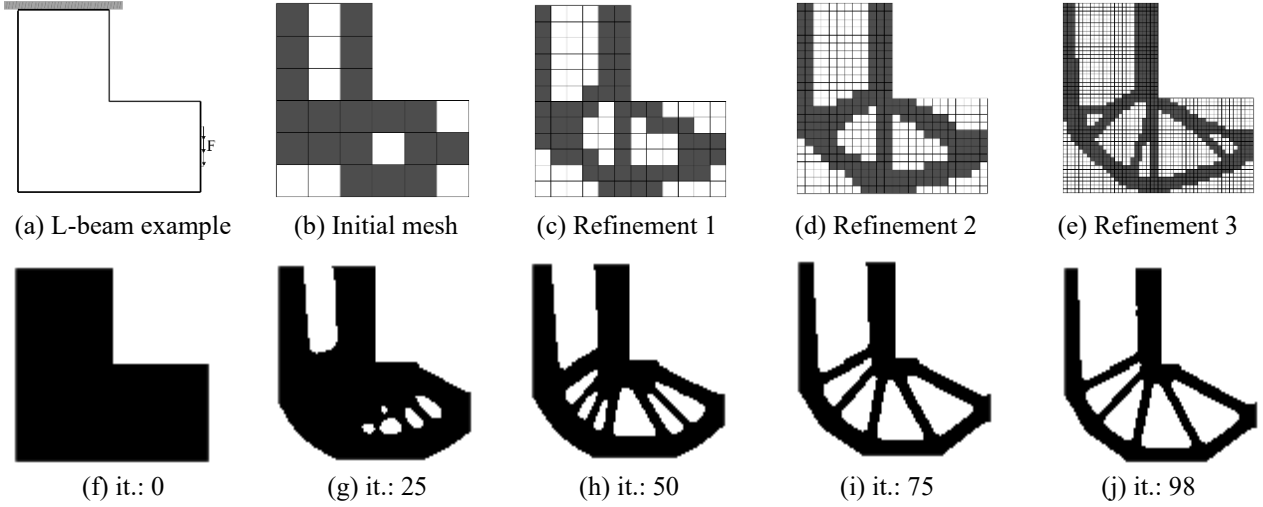 F
(a) L-beam example (b) Initial mesh (c) Refinement 1 (d) Refinement 2 (e) Refinement 3
(f) it.: 0 (g) it.: 25 (h) it.: 50 (i) it.: 75 (j) it.: 98